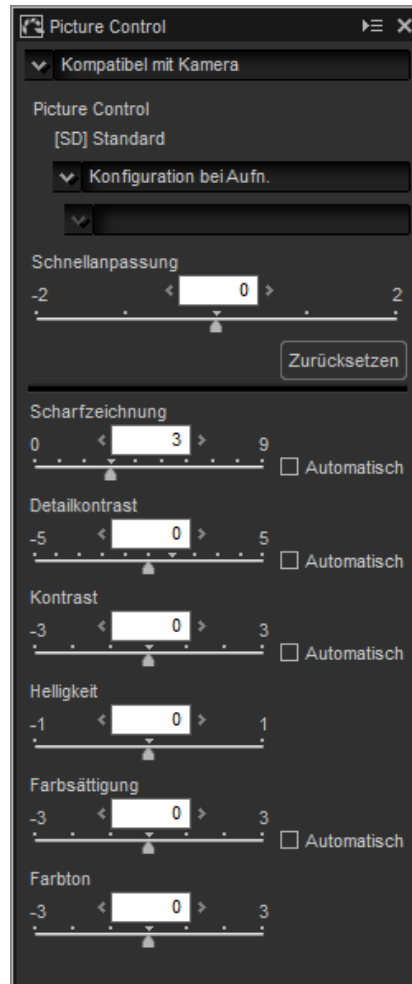 Picture Control
Kompatibel mit Kamera
Picture Control
[SD] Standard
Konfiguration bei Aufn.
Schnellanpassung
-2 0 2
Zurücksetzen
Scharfzeichnung
0 3 9
Automatisch
Detailkontrast
-5 0 5
Automatisch
Kontrast
-3 0 3
Automatisch
Helligkeit
-1 0 1
Farbsättigung
-3 0 3
Automatisch
Farbton
-3 0 3